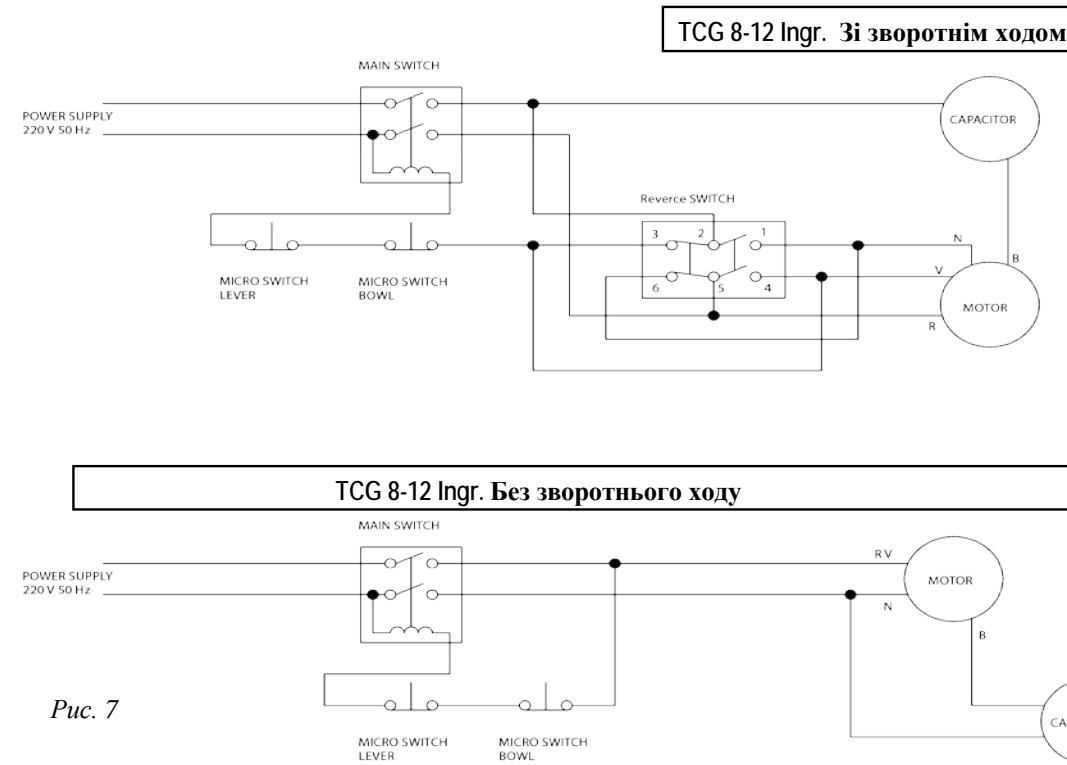 TCG 8-12 Ingr. Зі зворотнім ходом
MAIN SWITCH
POWER SUPPLY
220 V 50 Hz
CAPACITOR
Reverce SWITCH
3 2 1
6 5 4
N
B
V
MICRO SWITCH
LEVER
MICRO SWITCH
BOWL
MOTOR
R
TCG 8-12 Ingr. Без зворотнього ходу
MAIN SWITCH
POWER SUPPLY
220 V 50 Hz
R V
MOTOR
N
B
Рис. 7
CA
MICRO SWITCH
LEVER
MICRO SWITCH
BOWL